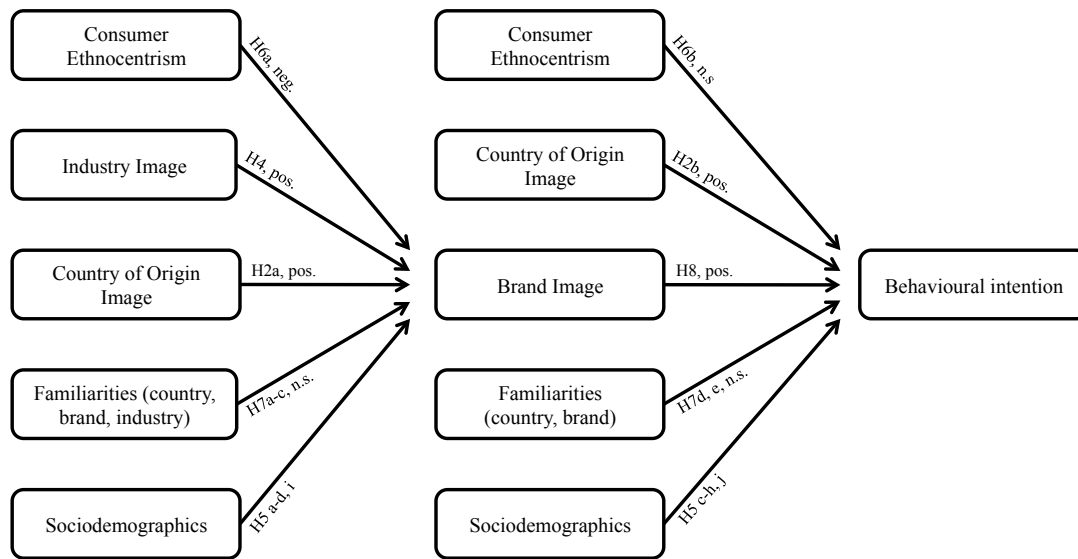 Consumer
Ethnocentrism
H6a, neg.
Industry Image
H4, pos.
Country of Origin
Image
H2a, pos.
Familiarities (country,
brand, industry)
H7a-c, n.s.
Sociodemographics
H5 a-d, i
Consumer
Ethnocentrism
H6b, n.s
Country of Origin
Image
H2b, pos.
Brand Image
H8, pos.
Familiarities
(country, brand)
H7d, e, n.s.
Sociodemographics
H5 c-h, j
Behavioural intention